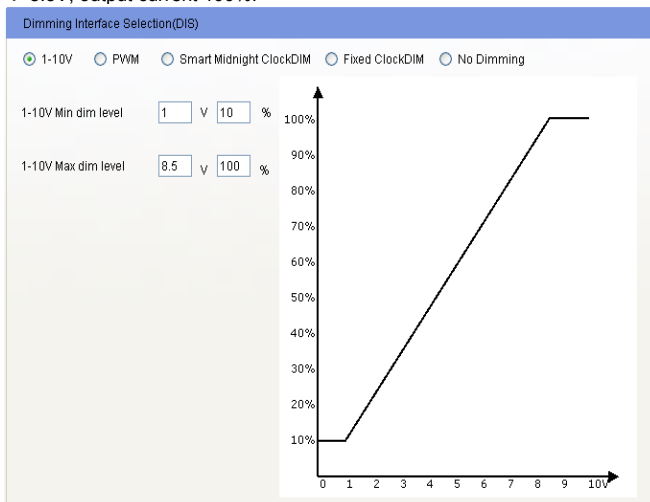 Dimming Interface Selection(DIS)
1-10V PWM Smart Midnight ClockDIM Fixed ClockDIM No Dimming
1-10V Min dim level 1 V 10 %
1-10V Max dim level 8.5 V 100 %
100%
90%
80%
70%
60%
50%
40%
30%
20%
10%
0 1 2 3 4 5 6 7 8 9 10V